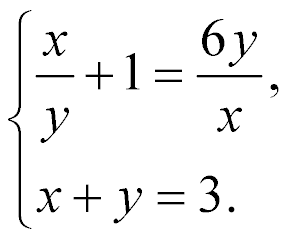 x/y + 1 = 6y/x,
x + y = 3.